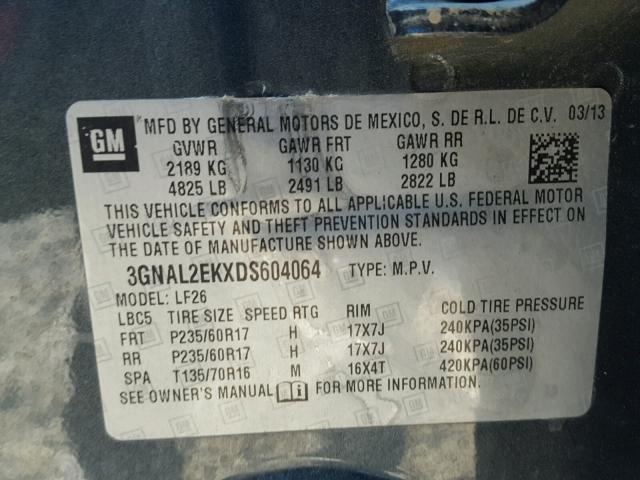 GM
MFD BY GENERAL MOTORS DE MEXICO, S. DE R.L. DE C.V. 03/13
GVWR GAWR FRT GAWR RR
2189 KG 1130 KG 1280 KG
4825 LB 2491 LB 2822 LB
THIS VEHICLE CONFORMS TO ALL APPLICABLE U.S. FEDERAL MOTOR
VEHICLE SAFETY AND THEFT PREVENTION STANDARDS IN EFFECT ON
THE DATE OF MANUFACTURE SHOWN ABOVE.
3GNAL2EKXDS604064 TYPE: M.P.V.
MODEL: LF26
LBC5 TIRE SIZE SPEED RTG RIM COLD TIRE PRESSURE
FRT P235/60R17 H 17X7J 240KPA(35PSI)
RR P235/60R17 H 17X7J 240KPA(35PSI)
SPA T135/70R16 M 16X4T 420KPA(60PSI)
SEE OWNER'S MANUAL FOR MORE INFORMATION.